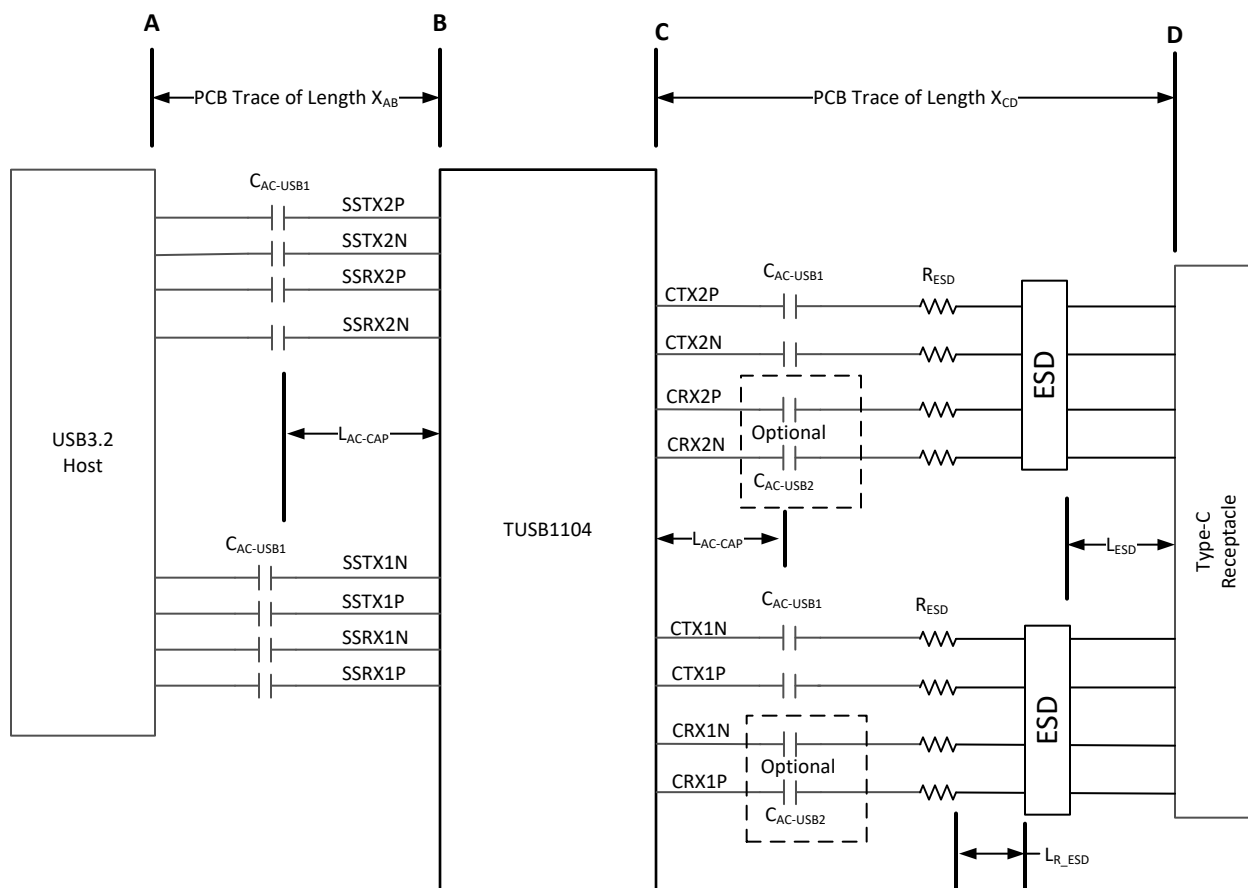 A
B
C
D
PCB Trace of Length XAB
PCB Trace of Length XCD
CAC-USB1
SSTX2P
SSTX2N
SSRX2P
SSRX2N
LAC-CAP
USB3.2
Host
CAC-USB1
SSTX1N
SSTX1P
SSRX1N
SSRX1P
TUSB1104
CAC-USB1
RESD
CTX2P
CTX2N
CRX2P
Optional
CRX2N
CAC-USB2
ESD
LAC-CAP
LESD
Type-C
Receptacle
CAC-USB1
RESD
CTX1N
CTX1P
CRX1N
Optional
CRX1P
CAC-USB2
ESD
LR_ESD